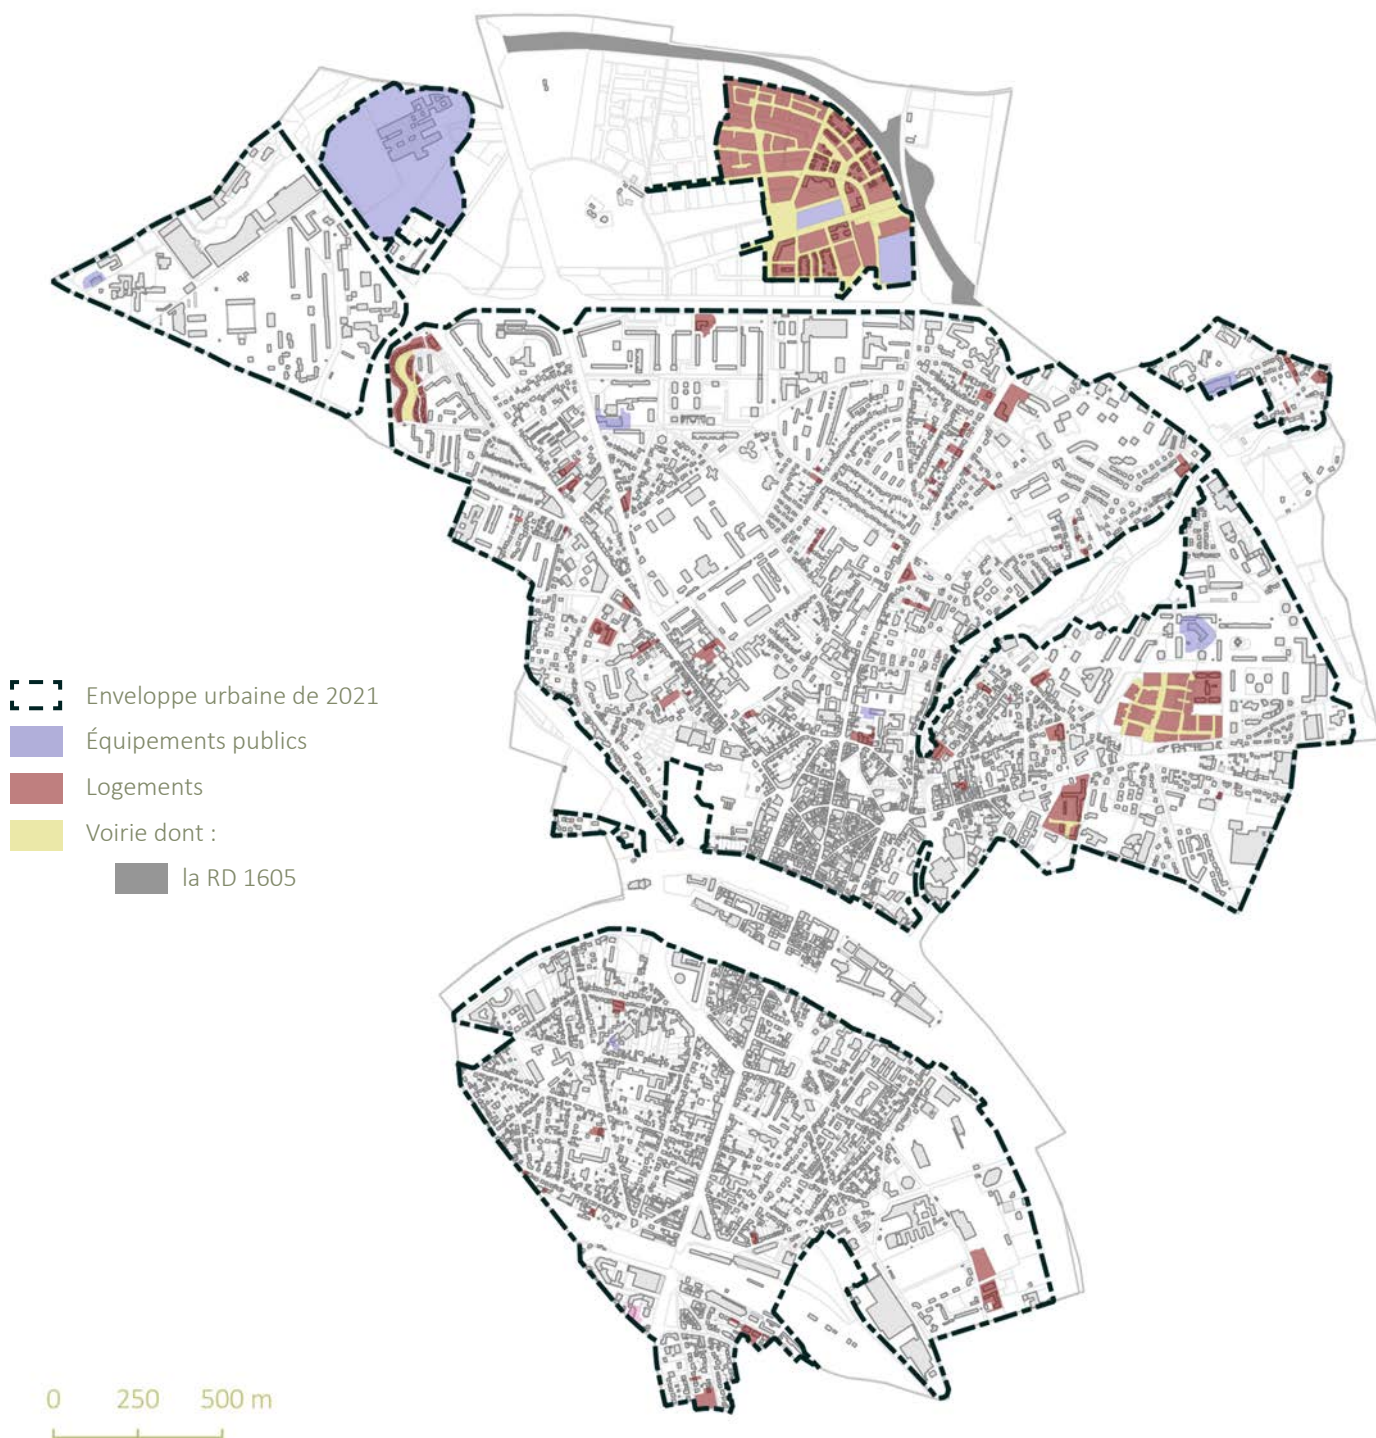 Enveloppe urbaine de 2021
Équipements publics
Logements
Voirie dont :
la RD 1605
0 250 500 m